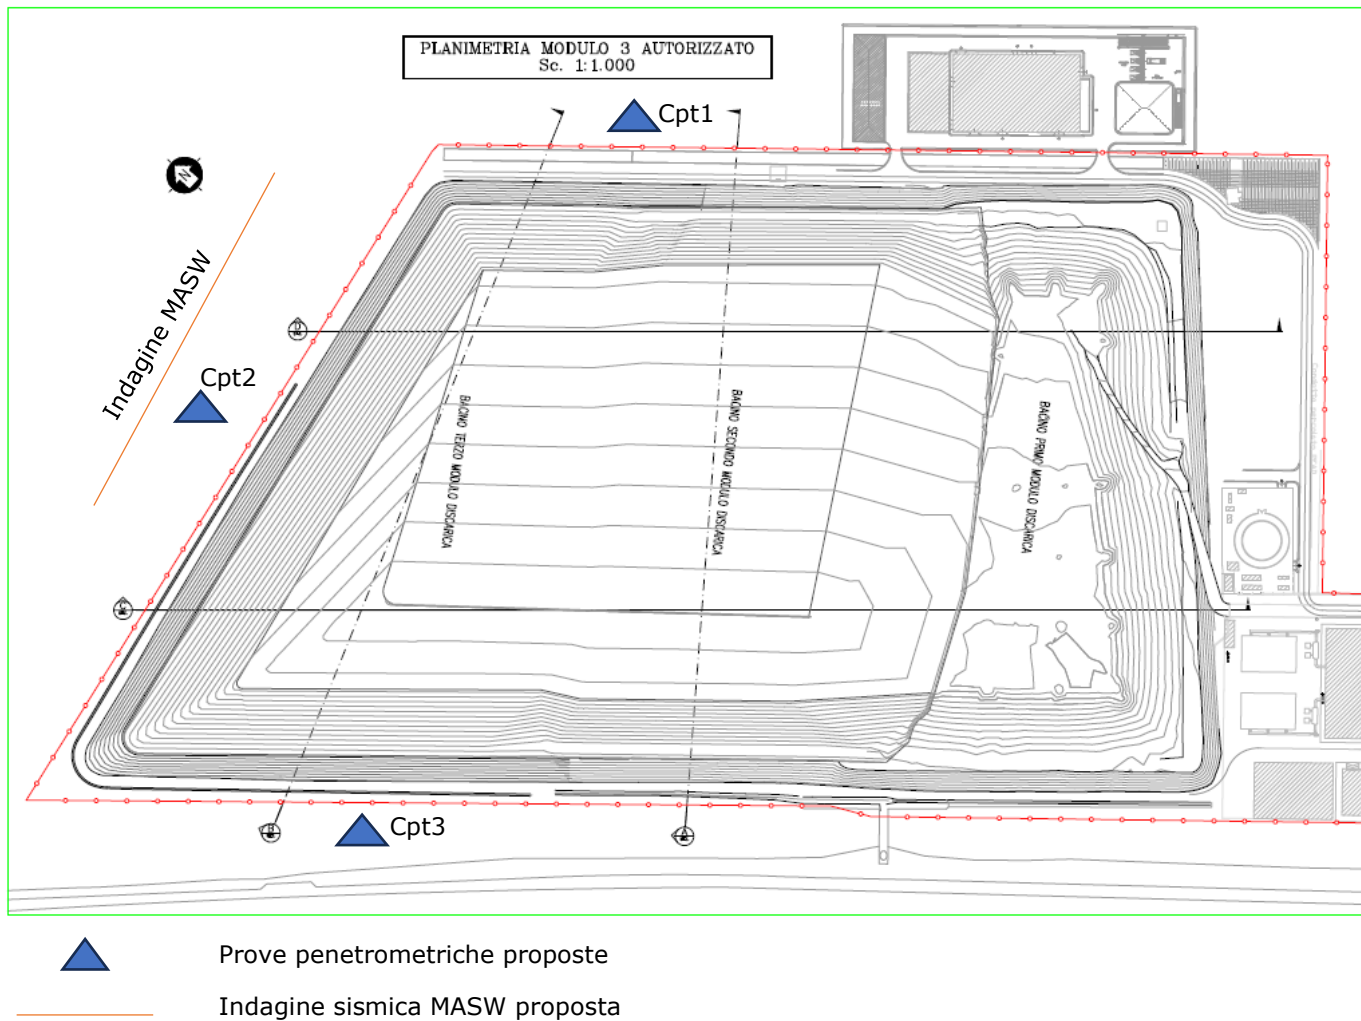 PLANIMETRIA MODULO 3 AUTORIZZATO
Sc. 1:1.000
Cpt1
N
Indagine MASW
Cpt2
BACINO TERZO MODULO DISCARICA
BACINO SECONDO MODULO DISCARICA
BACINO PRIMO MODULO DISCARICA
Cpt3
Prove penetrometriche proposte
Indagine sismica MASW proposta